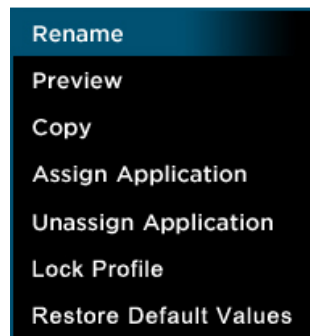 Rename
Preview
Copy
Assign Application
Unassign Application
Lock Profile
Restore Default Values